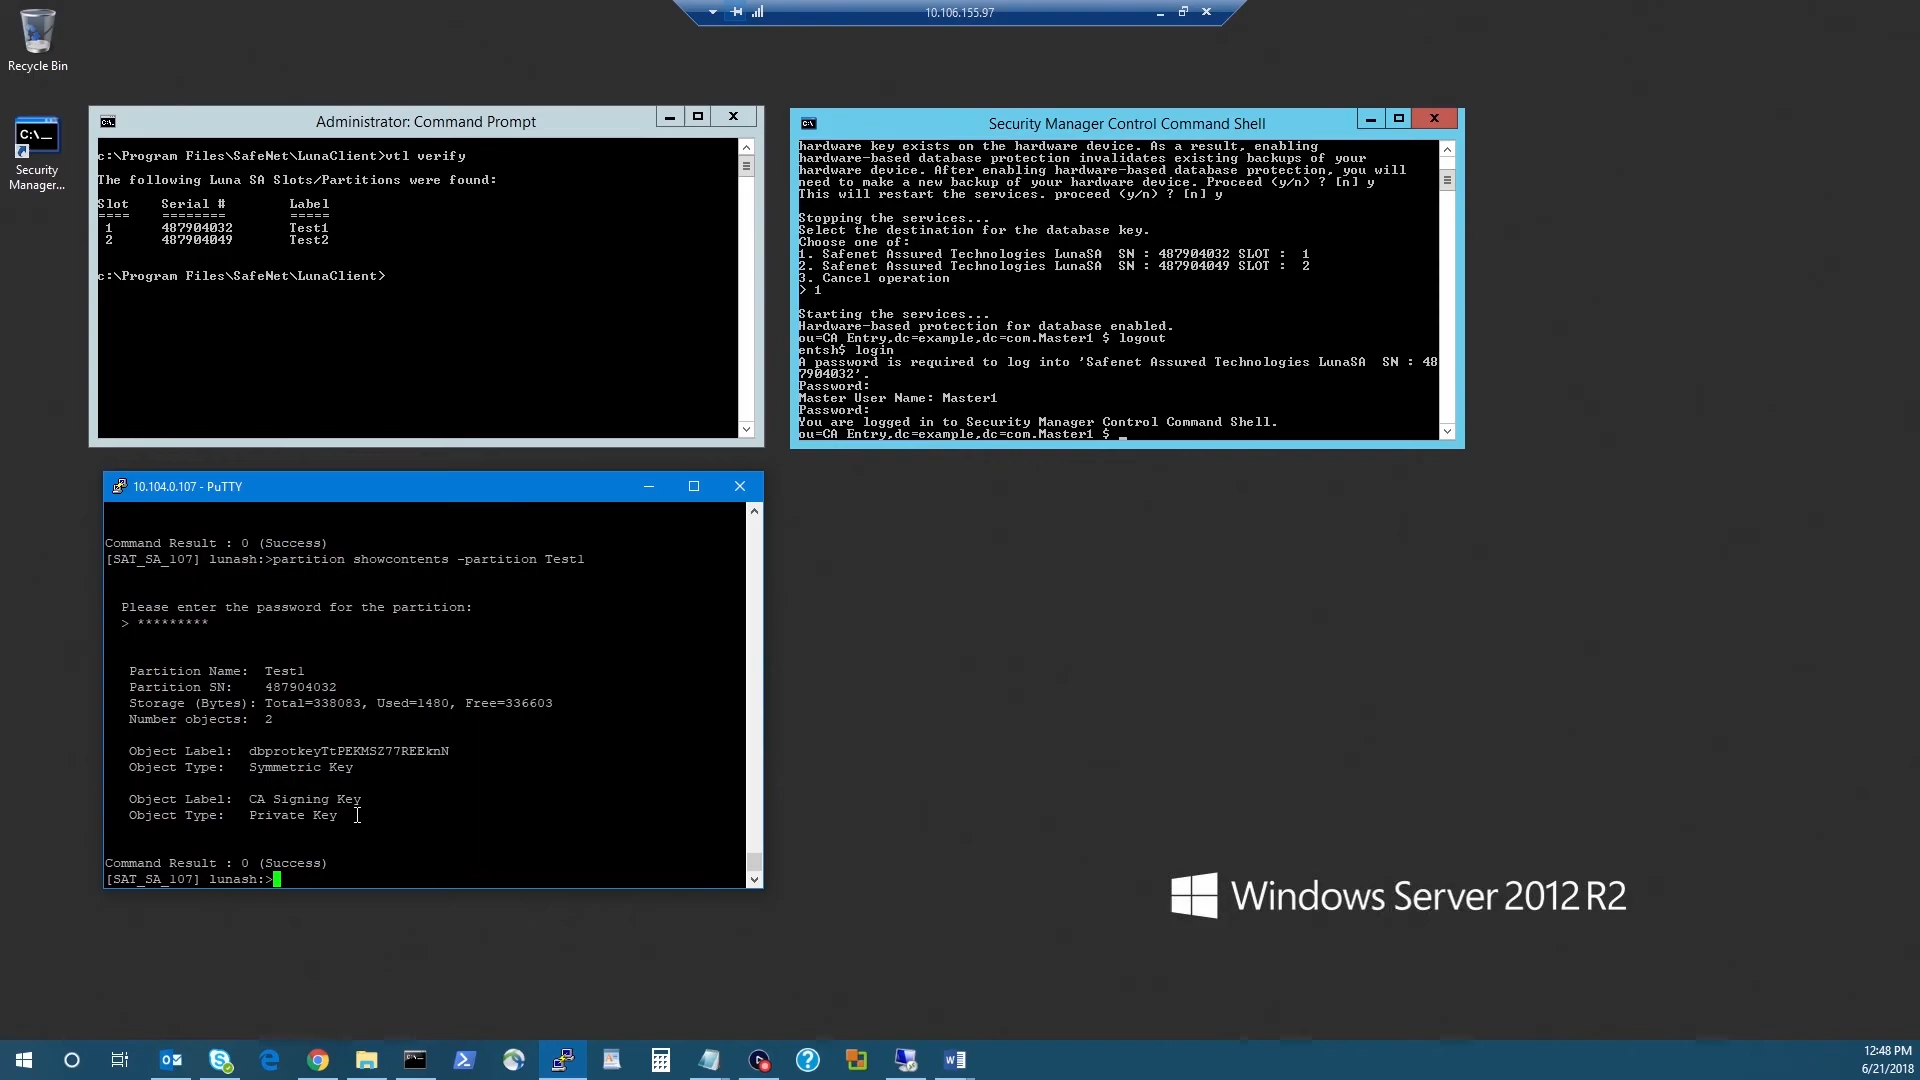 10.106.155.97
Recycle Bin
Security
Manager...
Administrator: Command Prompt
c:\Program Files\SafeNet\LunaClient>vtl verify
The following Luna SA Slots/Partitions were found:
Slot Serial # Label
==== ======== =====
1 487904032 Test1
2 487904049 Test2
c:\Program Files\SafeNet\LunaClient>
Security Manager Control Command Shell
hardware key exists on the hardware device. As a result, enabling
hardware-based database protection invalidates existing backups of your
hardware device. After enabling hardware-based database protection, you will
need to make a new backup of your hardware device. Proceed (y/n) ? [n] y
This will restart the services. proceed (y/n) ? [n] y
Stopping the services...
Select the destination for the database key.
Choose one of:
1. Safenet Assured Technologies LunaSA SN : 487904032 SLOT : 1
2. Safenet Assured Technologies LunaSA SN : 487904049 SLOT : 2
3. Cancel operation
> 1
Starting the services...
Hardware-based protection for database enabled.
ou=CA Entry,dc=example,dc=com.Master1 $ logout
entsh$ login
A password is required to log into 'Safenet Assured Technologies LunaSA SN : 48
7904032'.
Password:
Master User Name: Master1
Password:
You are logged in to Security Manager Control Command Shell.
ou=CA Entry,dc=example,dc=com.Master1 $ _
10.104.0.107 - PuTTY
Command Result : 0 (Success)
[SAT_SA_107] lunash:>partition showcontents -partition Test1
Please enter the password for the partition:
> *********
Partition Name: Test1
Partition SN: 487904032
Storage (Bytes): Total=338083, Used=1480, Free=336603
Number objects: 2
Object Label: dbprotkeyTtPEKMSZ77REEknN
Object Type: Symmetric Key
Object Label: CA Signing Key
Object Type: Private Key
Command Result : 0 (Success)
[SAT_SA_107] lunash:>
Windows Server 2012 R2
12:48 PM
6/21/2018